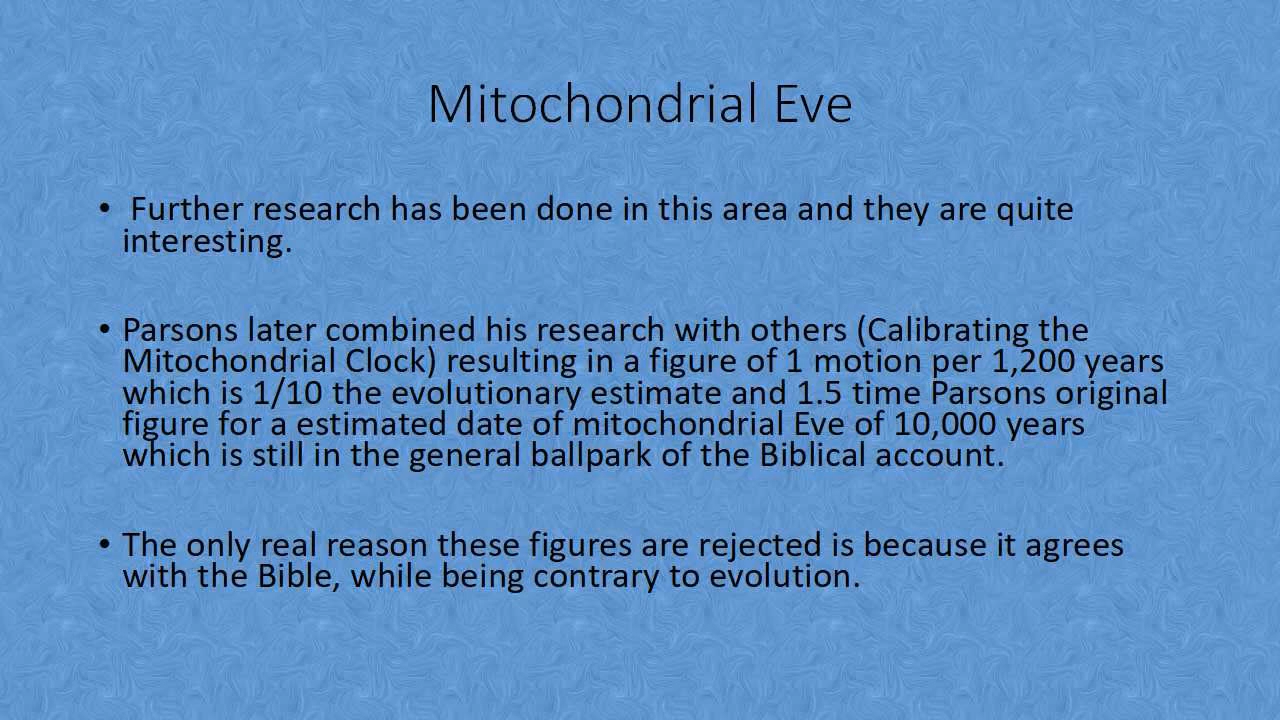 Mitochondrial Eve
• Further research has been done in this area and they are quite
interesting.
• Parsons later combined his research with others (Calibrating the
Mitochondrial Clock) resulting in a figure of 1 motion per 1,200 years
which is 1/10 the evolutionary estimate and 1.5 time Parsons original
figure for a estimated date of mitochondrial Eve of 10,000 years
which is still in the general ballpark of the Biblical account.
• The only real reason these figures are rejected is because it agrees
with the Bible, while being contrary to evolution.